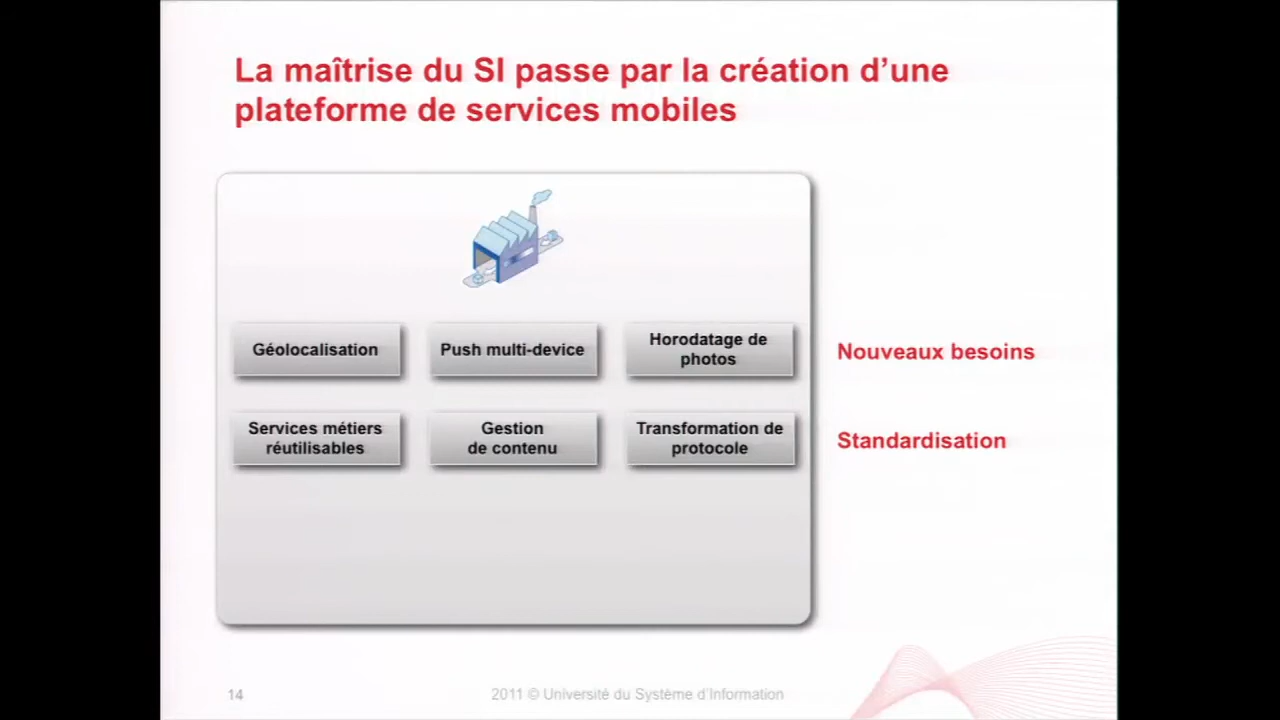 La maîtrise du SI passe par la création d’une
plateforme de services mobiles
Géolocalisation
Push multi-device
Horodatage de
photos
Nouveaux besoins
Services métiers
réutilisables
Gestion
de contenu
Transformation de
protocole
Standardisation
14
2011 © Université du Système d’Information